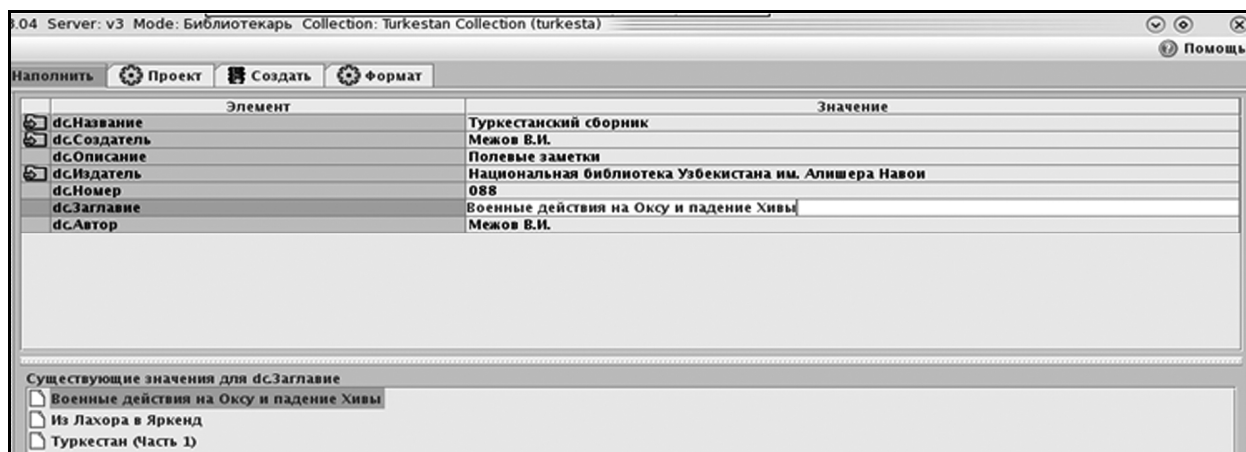 3.04 Server: v3 Mode: Библиотекарь Collection: Turkestan Collection (turkesta)
Помощь
Наполнить Проект Создать Формат
Элемент Значение
dc.Название Туркестанский сборник
dc.Создатель Межов В.И.
dc.Описание Полевые заметки
dc.Издатель Национальная библиотека Узбекистана им. Алишера Навои
dc.Номер 088
dc.Заглавие Военные действия на Оксу и падение Хивы
dc.Автор Межов В.И.
Существующие значения для dc.Заглавие
Военные действия на Оксу и падение Хивы
Из Лахора в Яркенд
Туркестан (Часть 1)